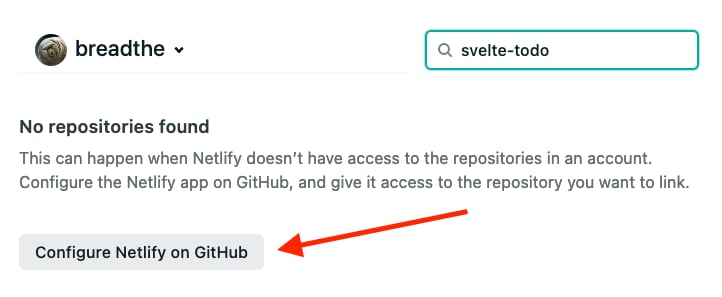 breadthe
svelte-todo
No repositories found
This can happen when Netlify doesn’t have access to the repositories in an account.
Configure the Netlify app on GitHub, and give it access to the repository you want to link.
Configure Netlify on GitHub